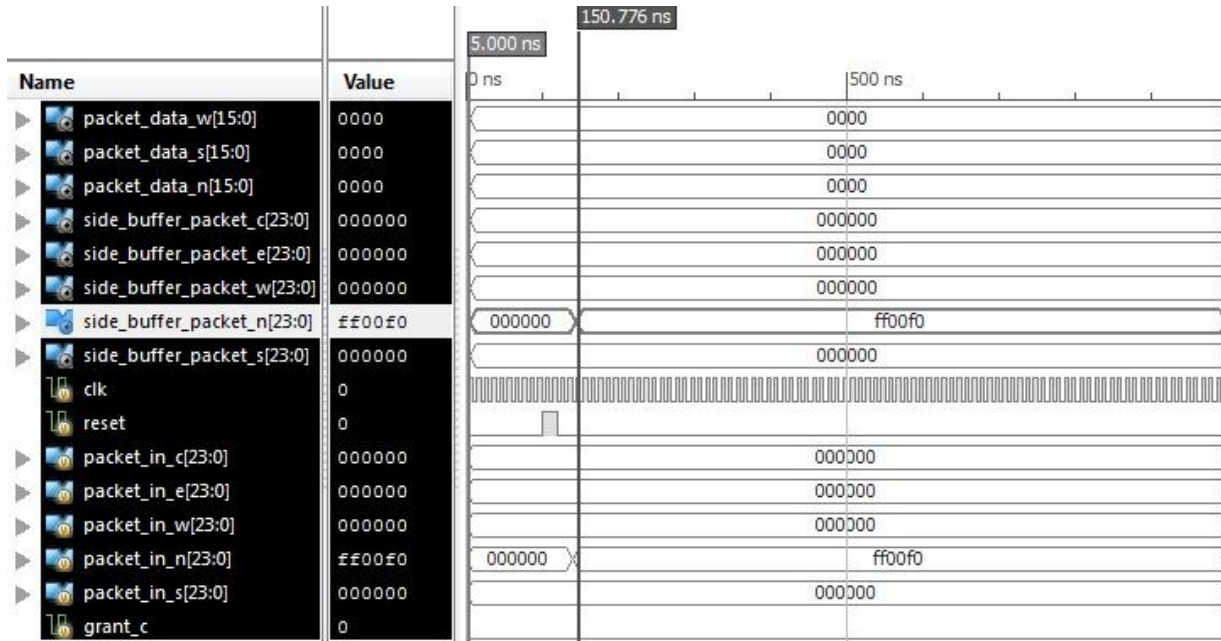 150.776 ns
5.000 ns
Name Value 0 ns 500 ns
packet_data_w[15:0] 0000 0000
packet_data_s[15:0] 0000 0000
packet_data_n[15:0] 0000 0000
side_buffer_packet_c[23:0] 000000 000000
side_buffer_packet_e[23:0] 000000 000000
side_buffer_packet_w[23:0] 000000 000000
side_buffer_packet_n[23:0] ff00f0 000000 ff00f0
side_buffer_packet_s[23:0] 000000 000000
clk 0
reset 0
packet_in_c[23:0] 000000 000000
packet_in_e[23:0] 000000 000000
packet_in_w[23:0] 000000 000000
packet_in_n[23:0] ff00f0 000000 ff00f0
packet_in_s[23:0] 000000 000000
grant_c 0